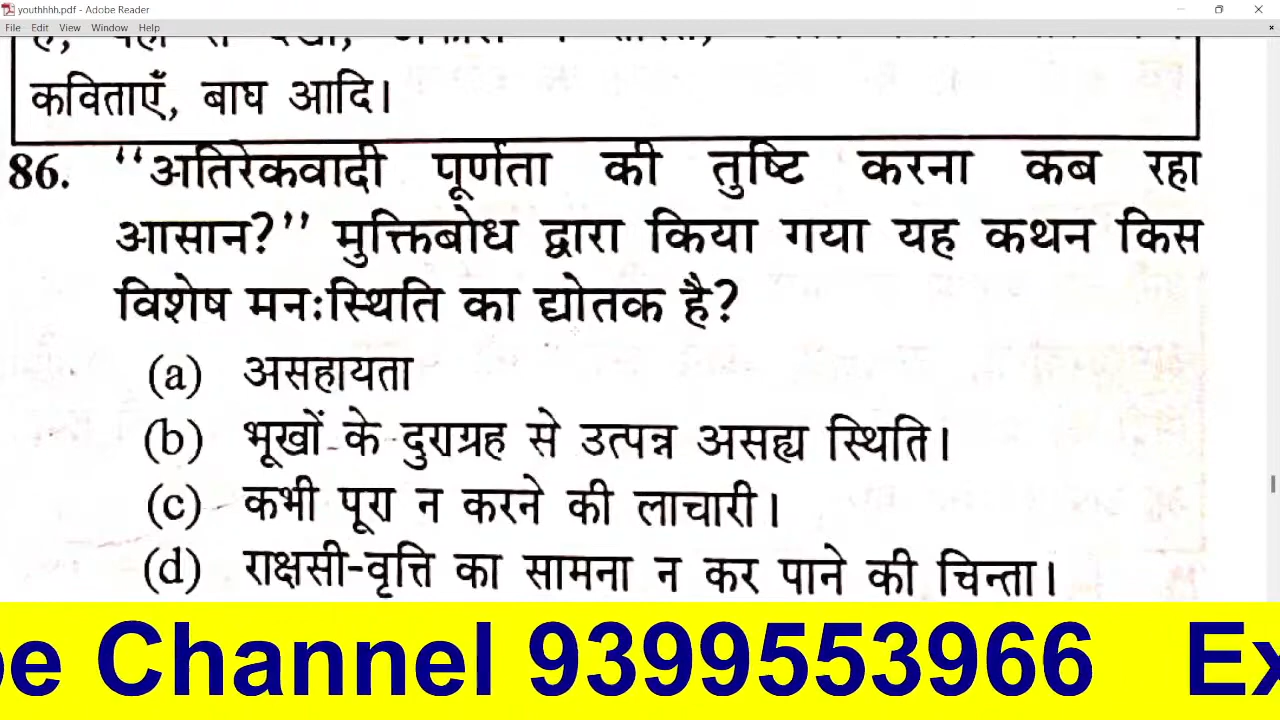 youthhhh.pdf - Adobe Reader
File Edit View Window Help
कविताएँ, बाघ आदि।
86. ‘‘अतिरेकवादी पूर्णता की तुष्टि करना कब रहा
आसान?’’ मुक्तिबोध द्वारा किया गया यह कथन किस
विशेष मनःस्थिति का द्योतक है?
(a) असहायता
(b) भूखों के दुराग्रह से उत्पन्न असह्य स्थिति।
(c) कभी पूरा न करने की लाचारी।
(d) राक्षसी-वृत्ति का सामना न कर पाने की चिन्ता।
be Channel 9399553966 Ex